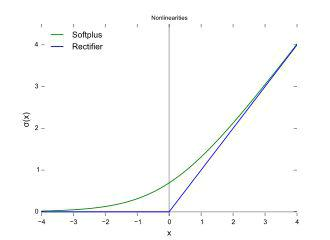 Nonlinearities
Softplus
Rectifier
4
3
2
1
0
σ(x)
−4 −3 −2 −1 0 1 2 3 4
x